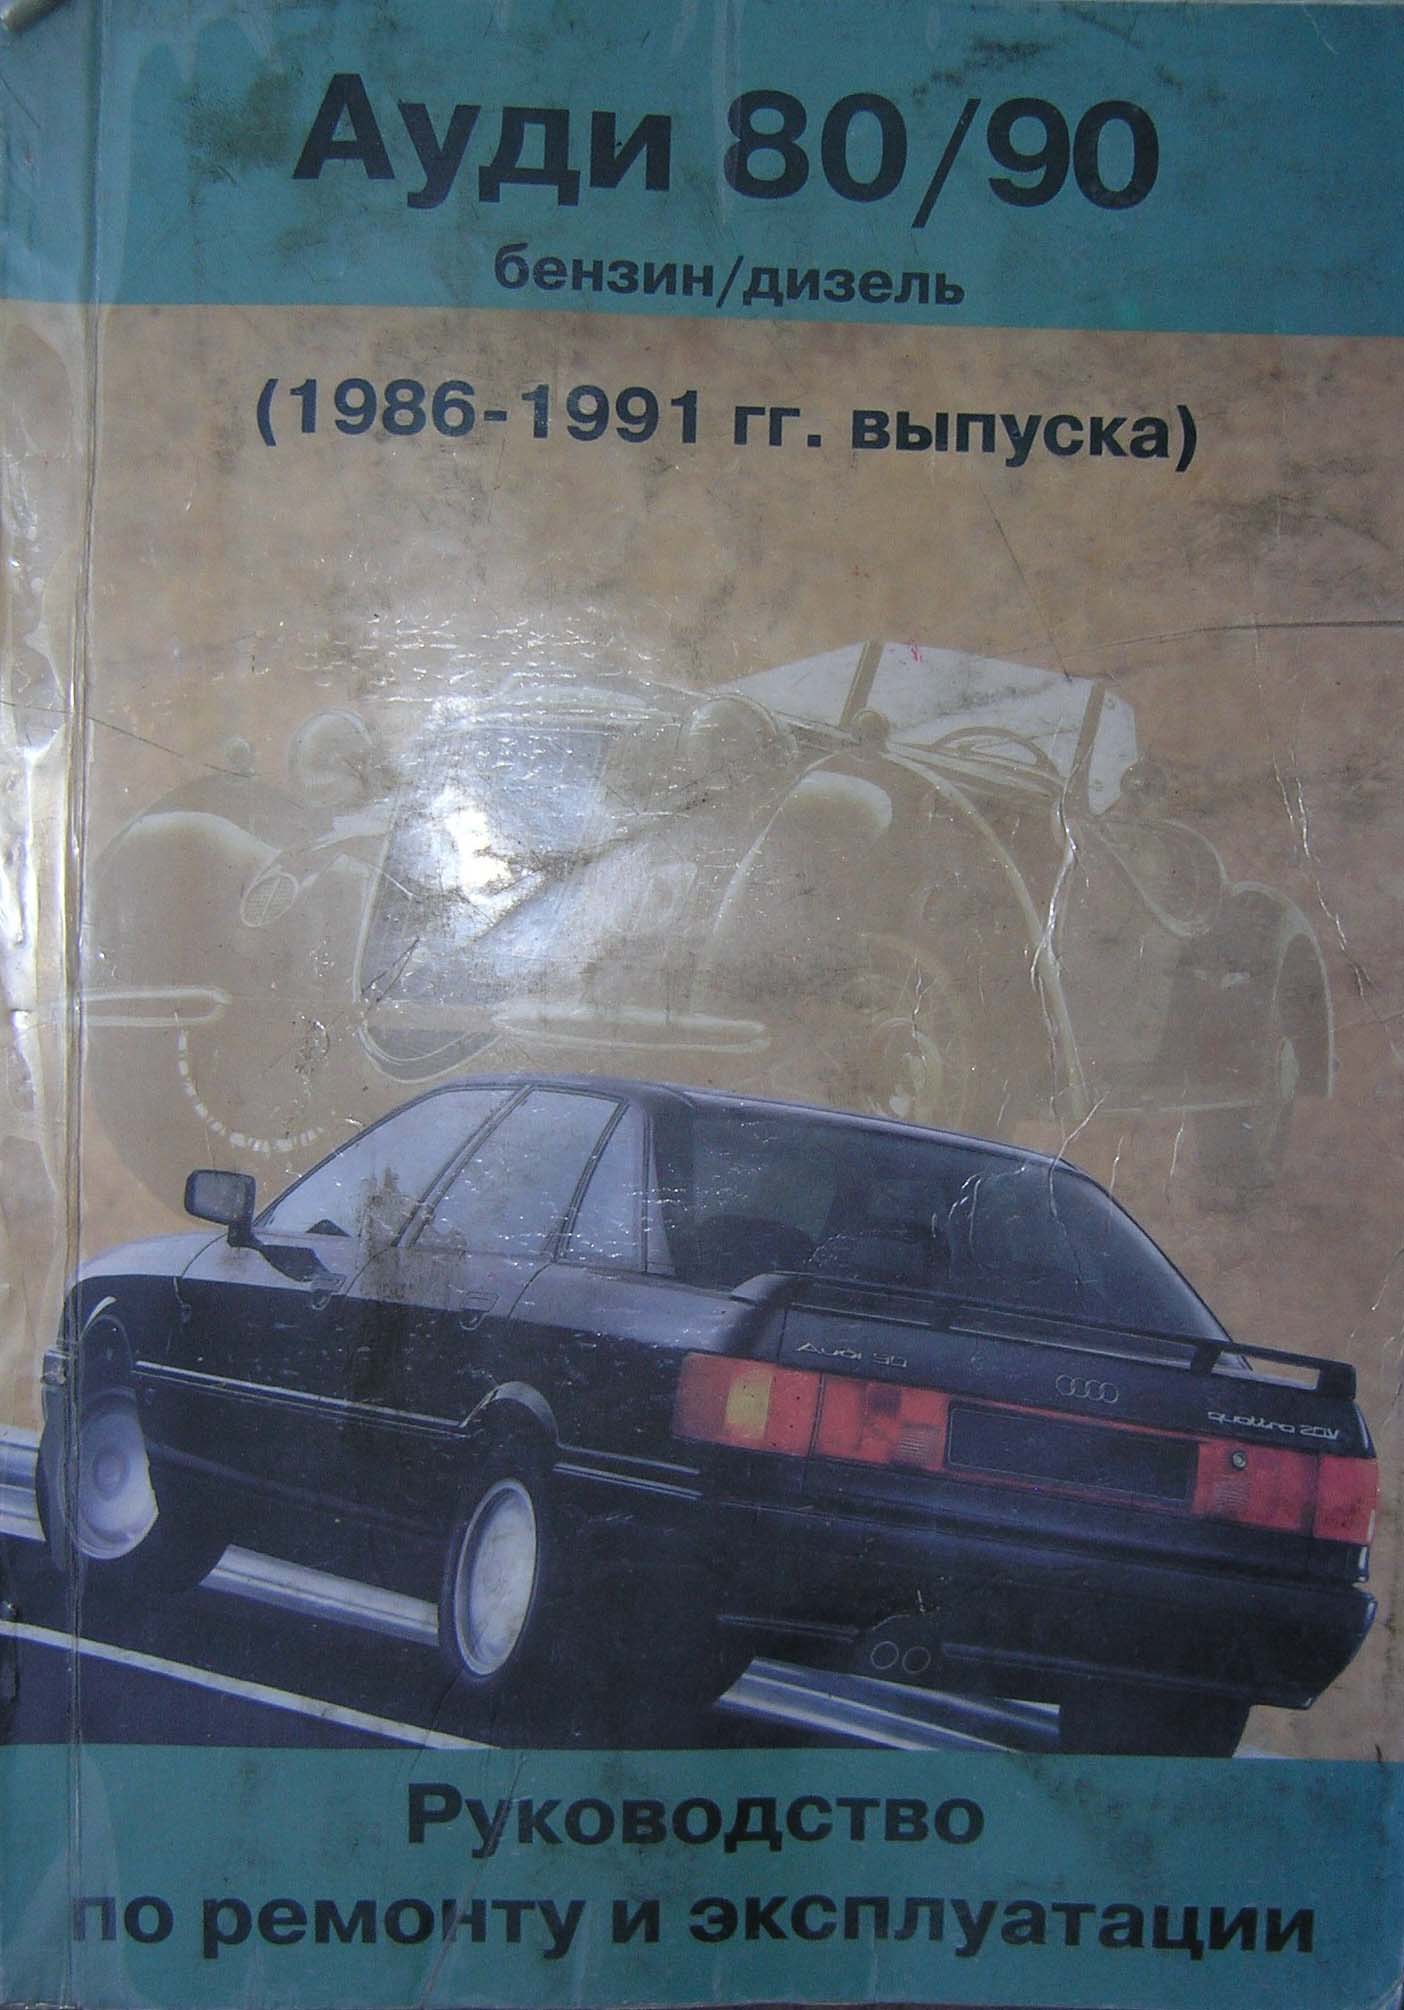 Ауди 80/90
бензин/дизель
(1986-1991 гг. выпуска)
Audi 90
quattro 20V
Руководство
по ремонту и эксплуатации